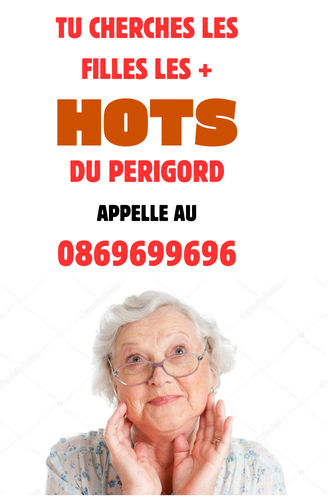 TU CHERCHES LES
FILLES LES +
HOTS
DU PERIGORD
APPELLE AU
0869699696